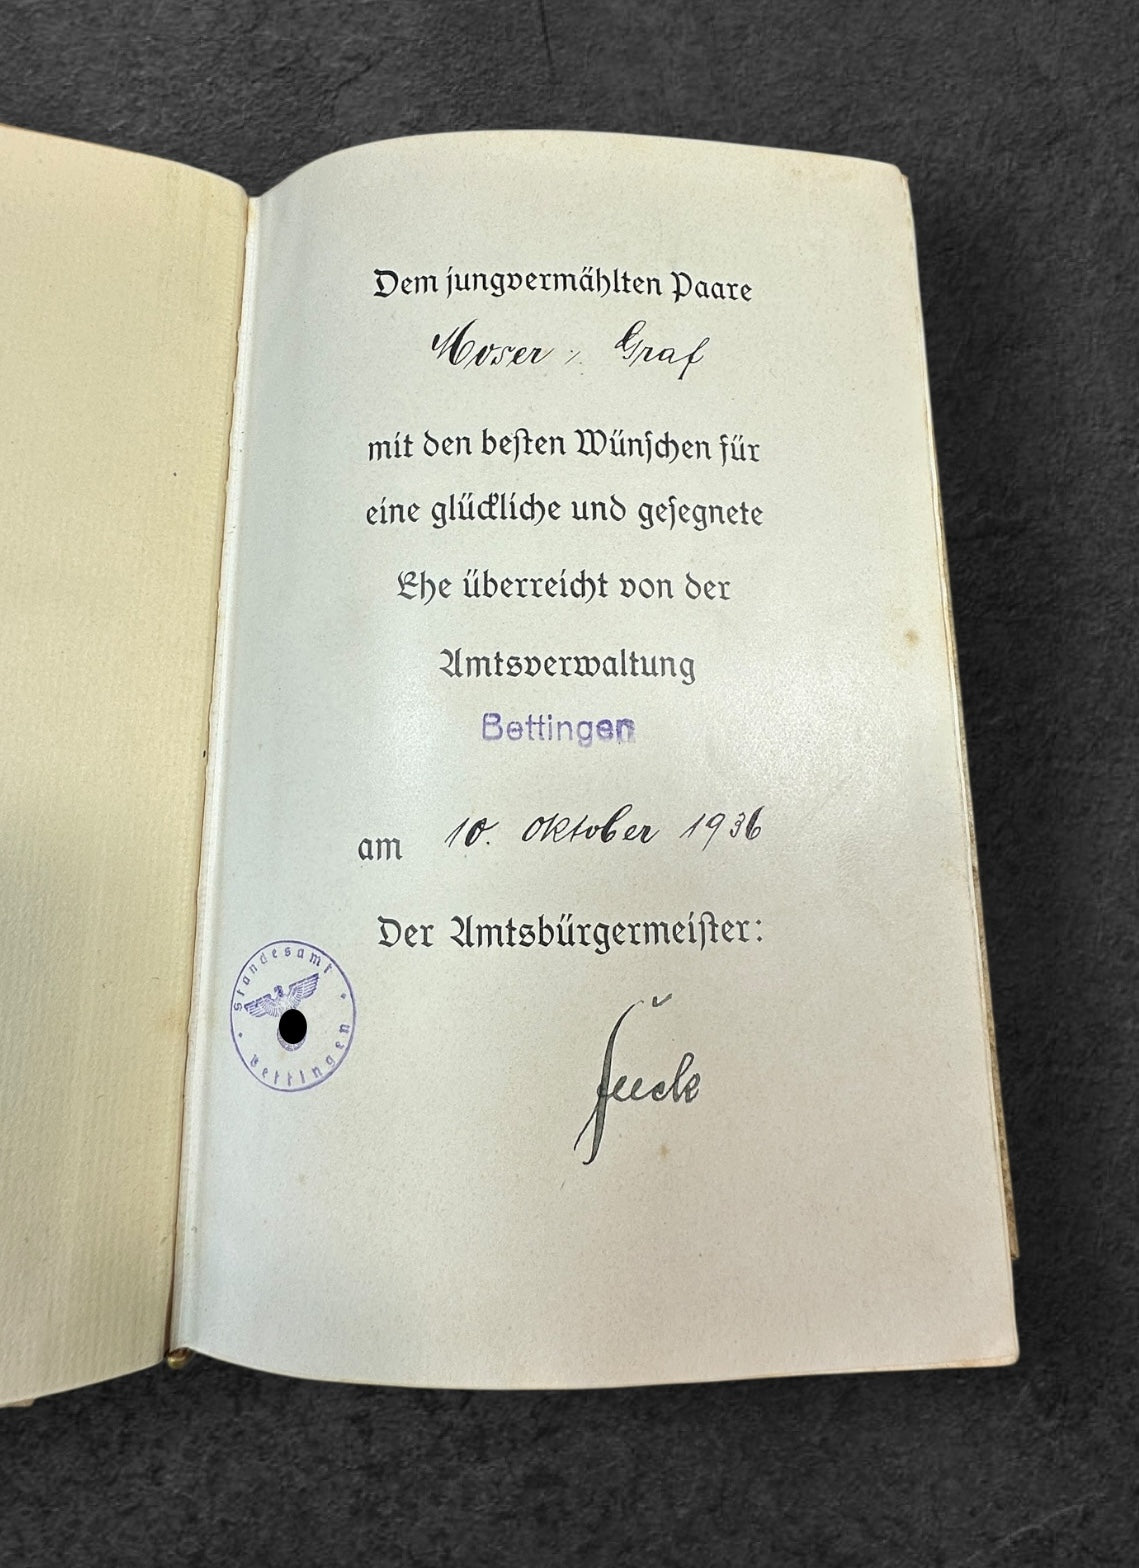 Dem jungvermählten Paare
Moser - Graf
mit den besten Wünschen für
eine glückliche und gesegnete
Ehe überreicht von der
Amtsverwaltung
Bettingen
am 10. Oktober 1936
Der Amtsbürgermeister:
Standesamt
Bettingen